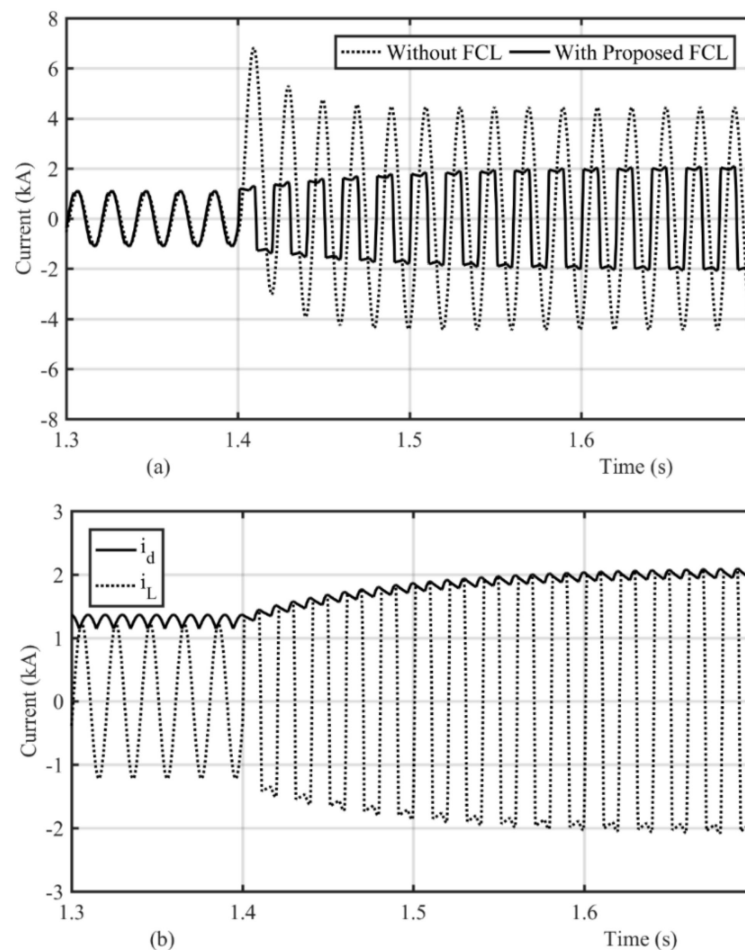 8
6
4
2
0
-2
-4
-6
-8
Current (kA)
Without FCL With Proposed FCL
1.3 1.4 1.5 1.6
(a) Time (s)
3
2
1
0
-1
-2
-3
Current (kA)
i_d
i_L
1.3 1.4 1.5 1.6
(b) Time (s)